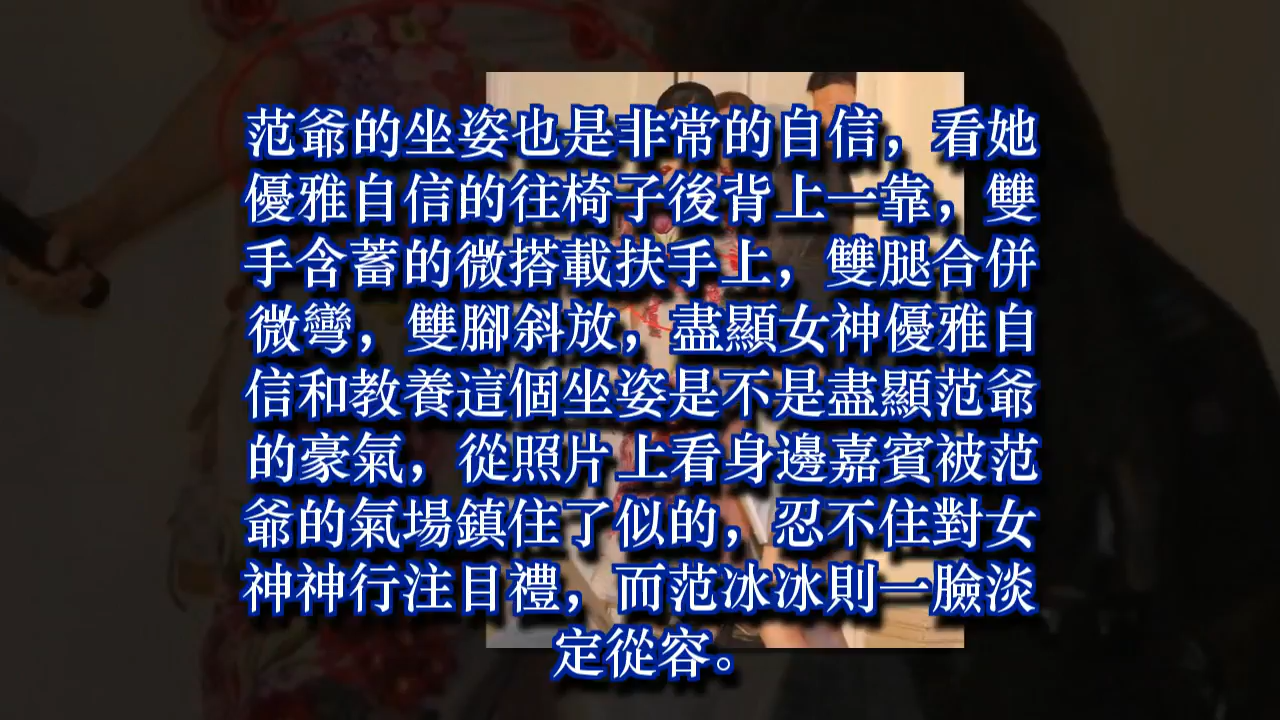 范爺的坐姿也是非常的自信，看她
優雅自信的往椅子後背上一靠，雙
手含蓄的微搭載扶手上，雙腿合併
微彎，雙腳斜放，盡顯女神優雅自
信和教養這個坐姿是不是盡顯范爺
的豪氣，從照片上看身邊嘉賓被范
爺的氣場鎮住了似的，忍不住對女
神神行注目禮，而范冰冰則一臉淡
定從容。